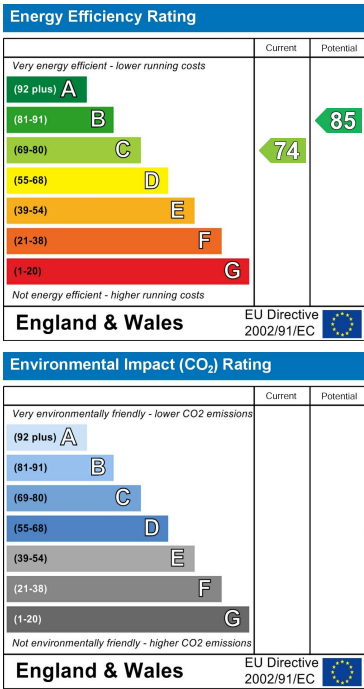 Energy Efficiency Rating
Current Potential
Very energy efficient - lower running costs
(92 plus) A
(81-91) B
(69-80) C
(55-68) D
(39-54) E
(21-38) F
(1-20) G
74
85
Not energy efficient - higher running costs
England & Wales
EU Directive
2002/91/EC
Environmental Impact (CO₂) Rating
Current Potential
Very environmentally friendly - lower CO2 emissions
(92 plus) A
(81-91) B
(69-80) C
(55-68) D
(39-54) E
(21-38) F
(1-20) G
Not environmentally friendly - higher CO2 emissions
England & Wales
EU Directive
2002/91/EC